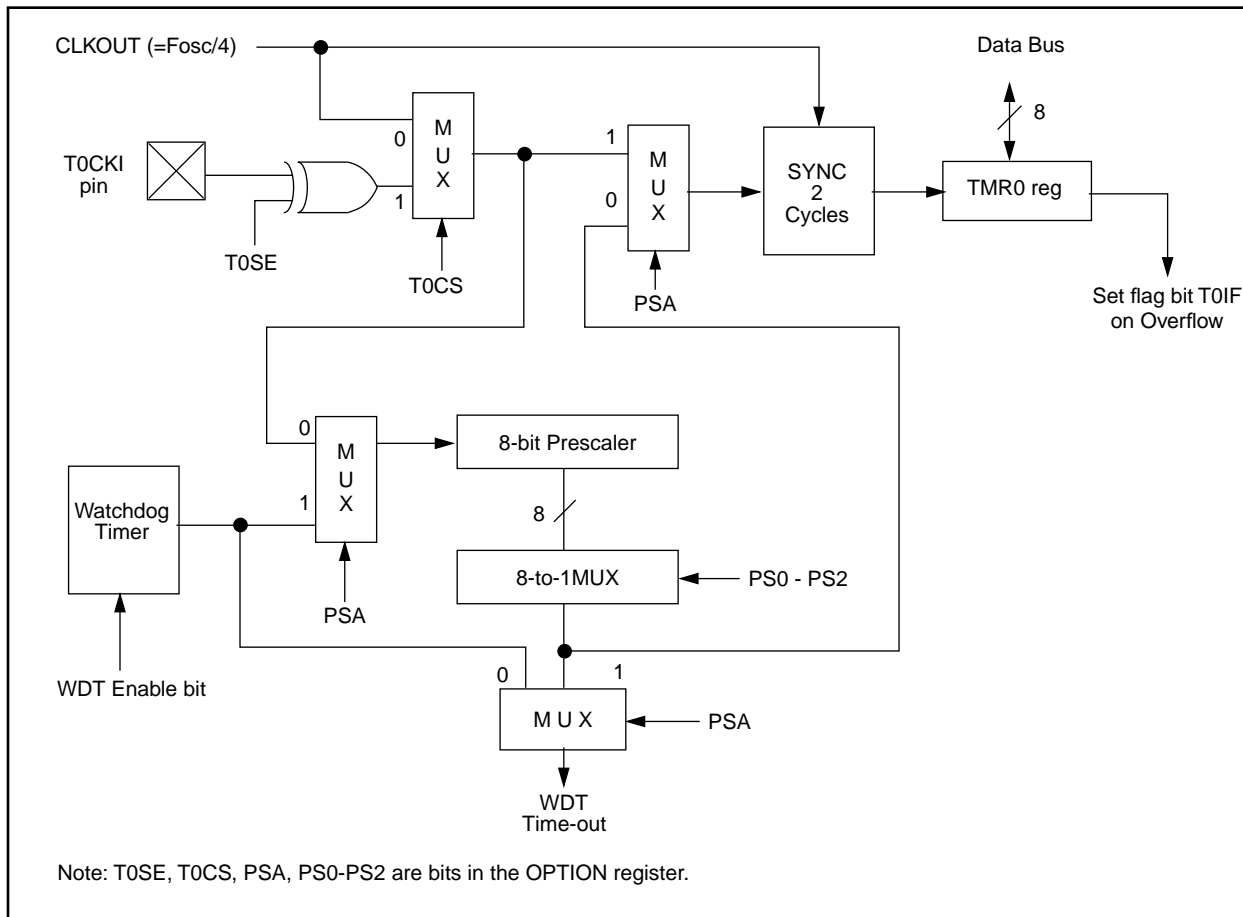 CLKOUT (=Fosc/4)
Data Bus
8
T0CKI
pin
T0SE
0
1
M
U
X
T0CS
1
0
M
U
X
PSA
SYNC
2
Cycles
TMR0 reg
Set flag bit T0IF
on Overflow
0
1
M
U
X
PSA
8-bit Prescaler
8
8-to-1MUX
PS0 - PS2
Watchdog
Timer
WDT Enable bit
0
1
M U X
PSA
WDT
Time-out
Note: T0SE, T0CS, PSA, PS0-PS2 are bits in the OPTION register.